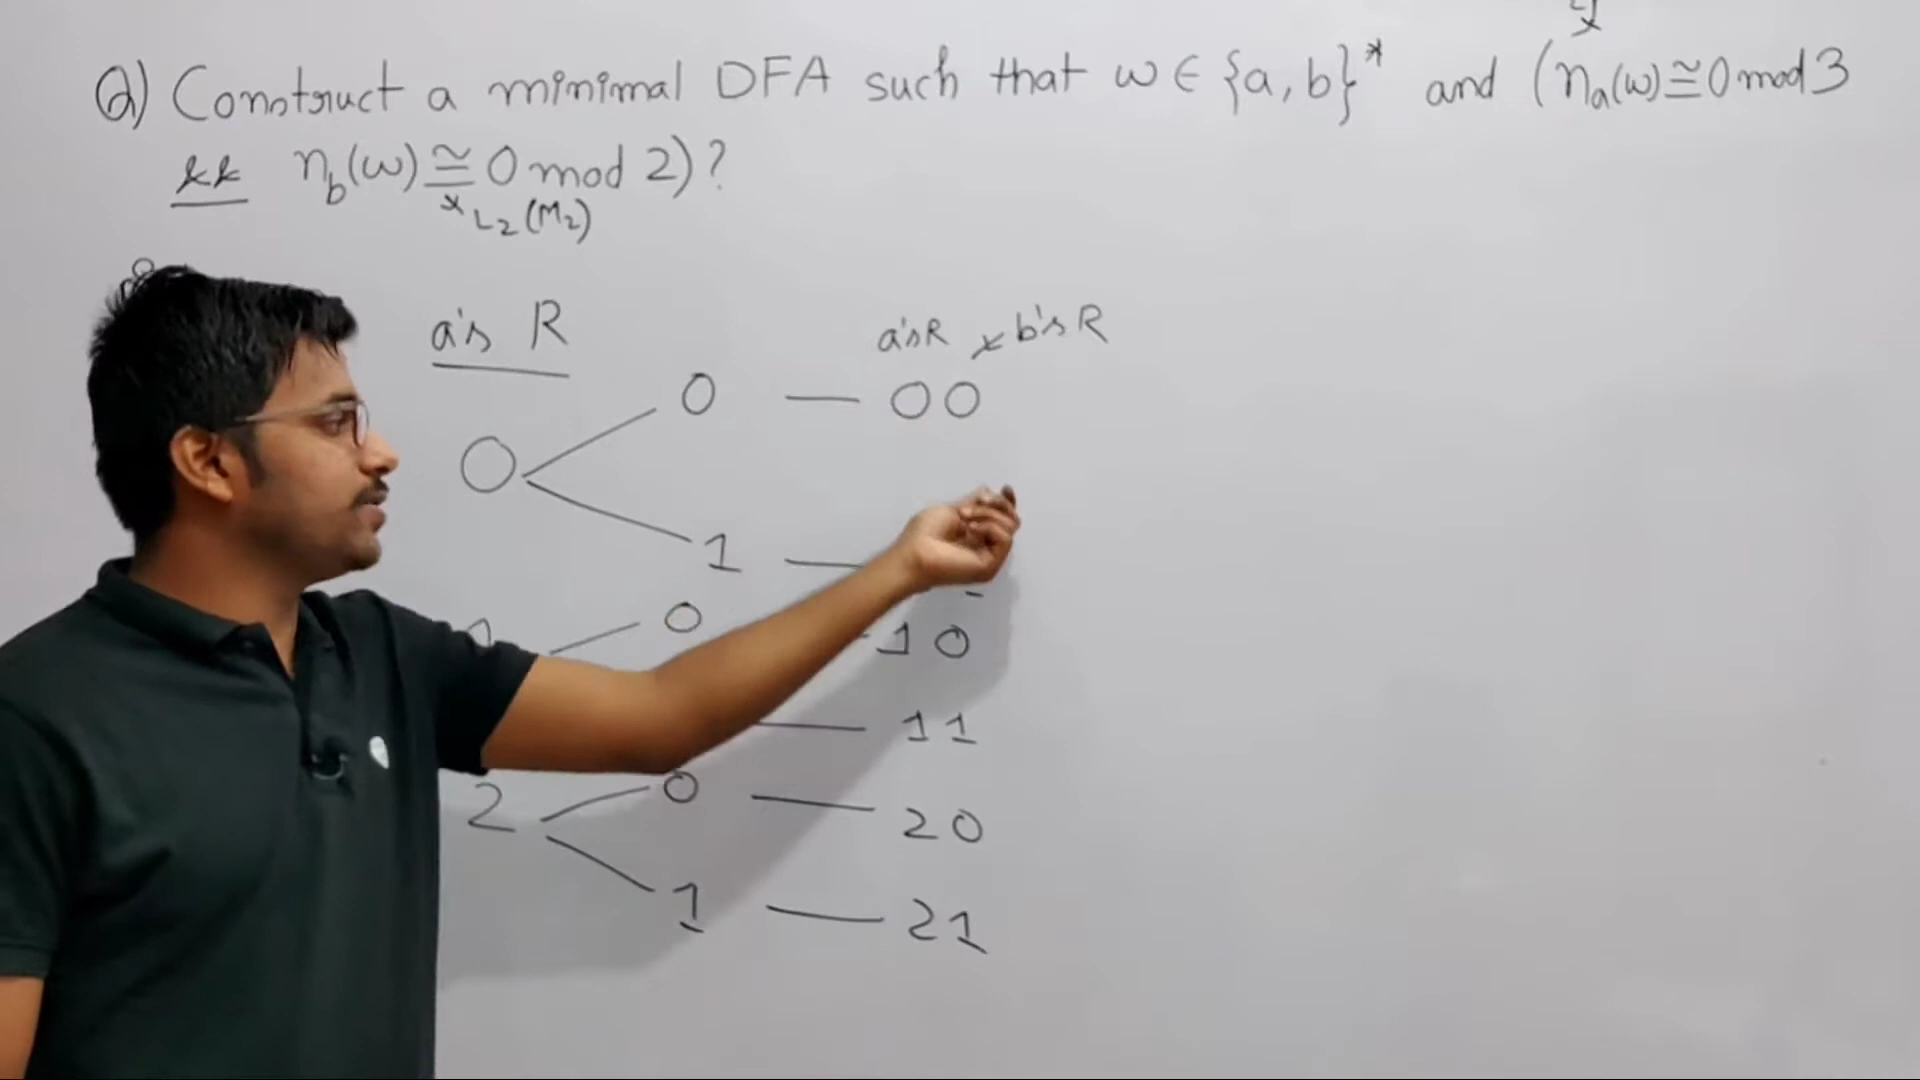 Q) Construct a minimal DFA such that w ∈ {a, b}* and (na(w) ≅ 0 mod 3
&& nb(w) ≅ 0 mod 2)?
* L2 (M2)
a's R
a's R × b's R
0 — 00
0
1 —
0
10
— 11
2
0 — 20
1 — 21